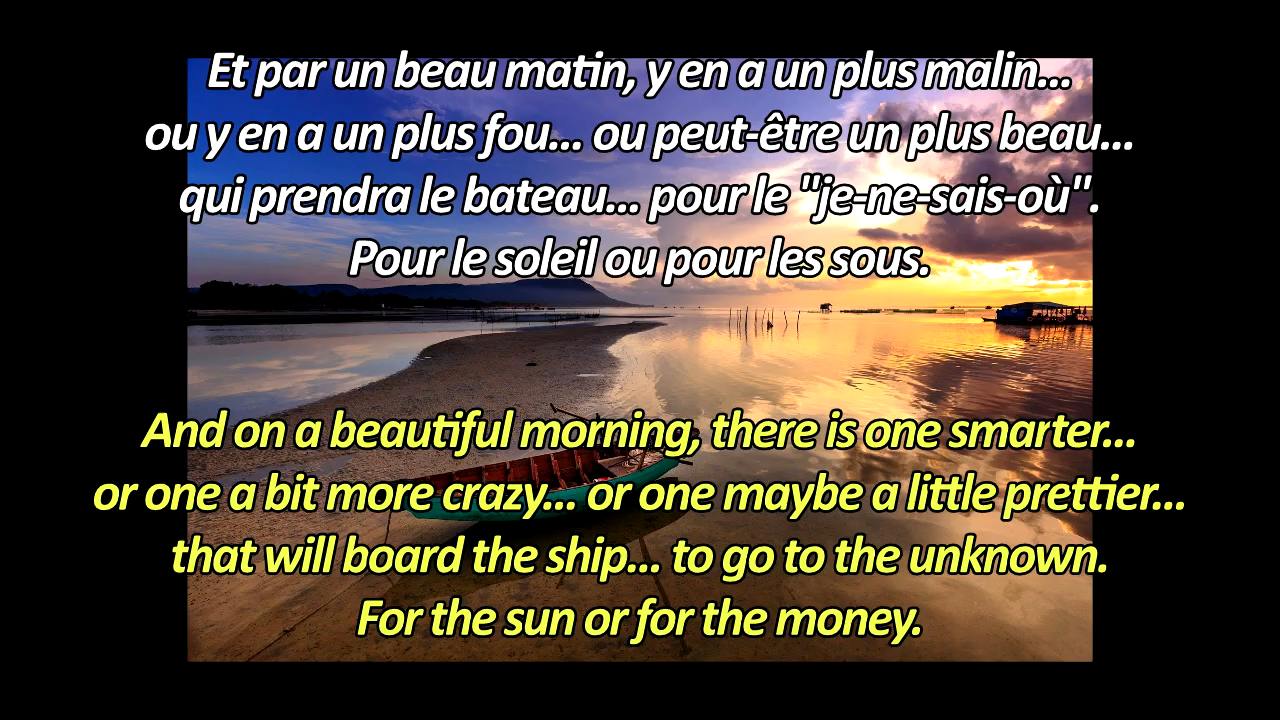 Et par un beau matin, y en a un plus malin...
ou y en a un plus fou... ou peut-être un plus beau...
qui prendra le bateau... pour le "je-ne-sais-où".
Pour le soleil ou pour les sous.
And on a beautiful morning, there is one smarter...
or one a bit more crazy... or one maybe a little prettier...
that will board the ship... to go to the unknown.
For the sun or for the money.